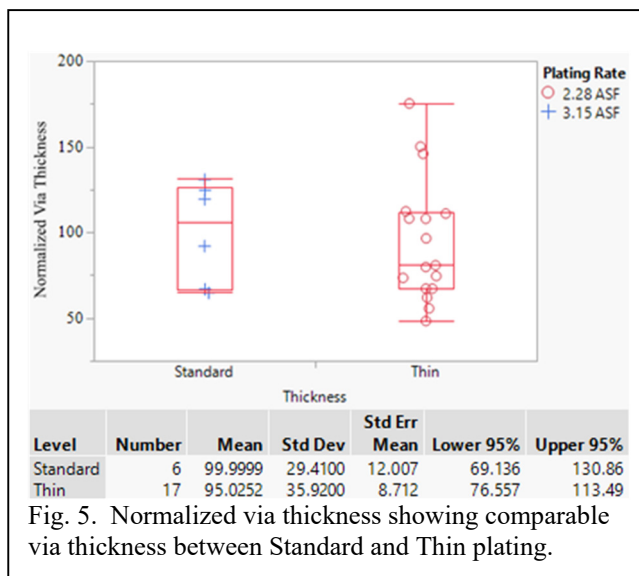 200
150
100
50
Normalized Via Thickness
Plating Rate
2.28 ASF
3.15 ASF
Standard Thin
Thickness
Level Number Mean Std Dev Std Err Mean Lower 95% Upper 95%
Standard 6 99.9999 29.4100 12.007 69.136 130.86
Thin 17 95.0252 35.9200 8.712 76.557 113.49
Fig. 5. Normalized via thickness showing comparable
via thickness between Standard and Thin plating.